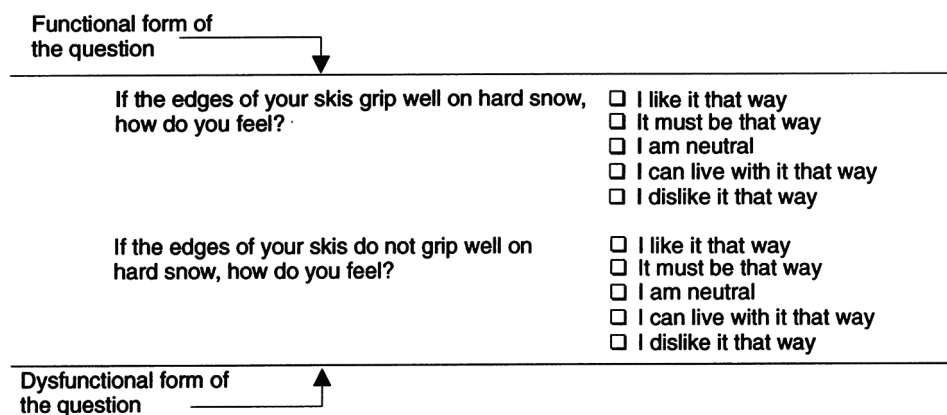 Functional form of
the question
If the edges of your skis grip well on hard snow,
how do you feel?
❑ I like it that way
❑ It must be that way
❑ I am neutral
❑ I can live with it that way
❑ I dislike it that way
If the edges of your skis do not grip well on
hard snow, how do you feel?
❑ I like it that way
❑ It must be that way
❑ I am neutral
❑ I can live with it that way
❑ I dislike it that way
Dysfunctional form of
the question